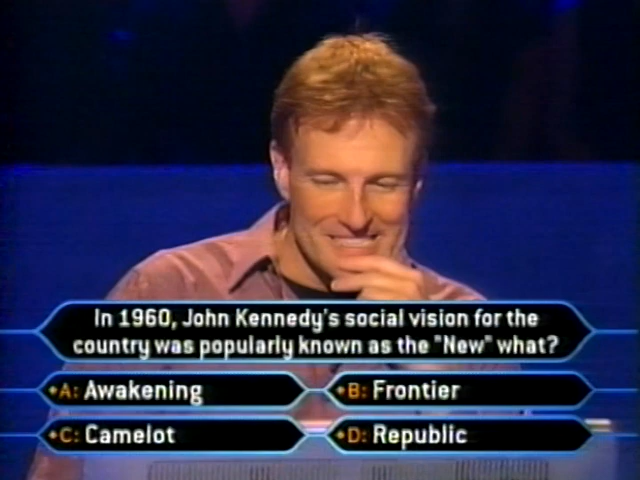 In 1960, John Kennedy's social vision for the
country was popularly known as the "New" what?
A: Awakening
B: Frontier
C: Camelot
D: Republic